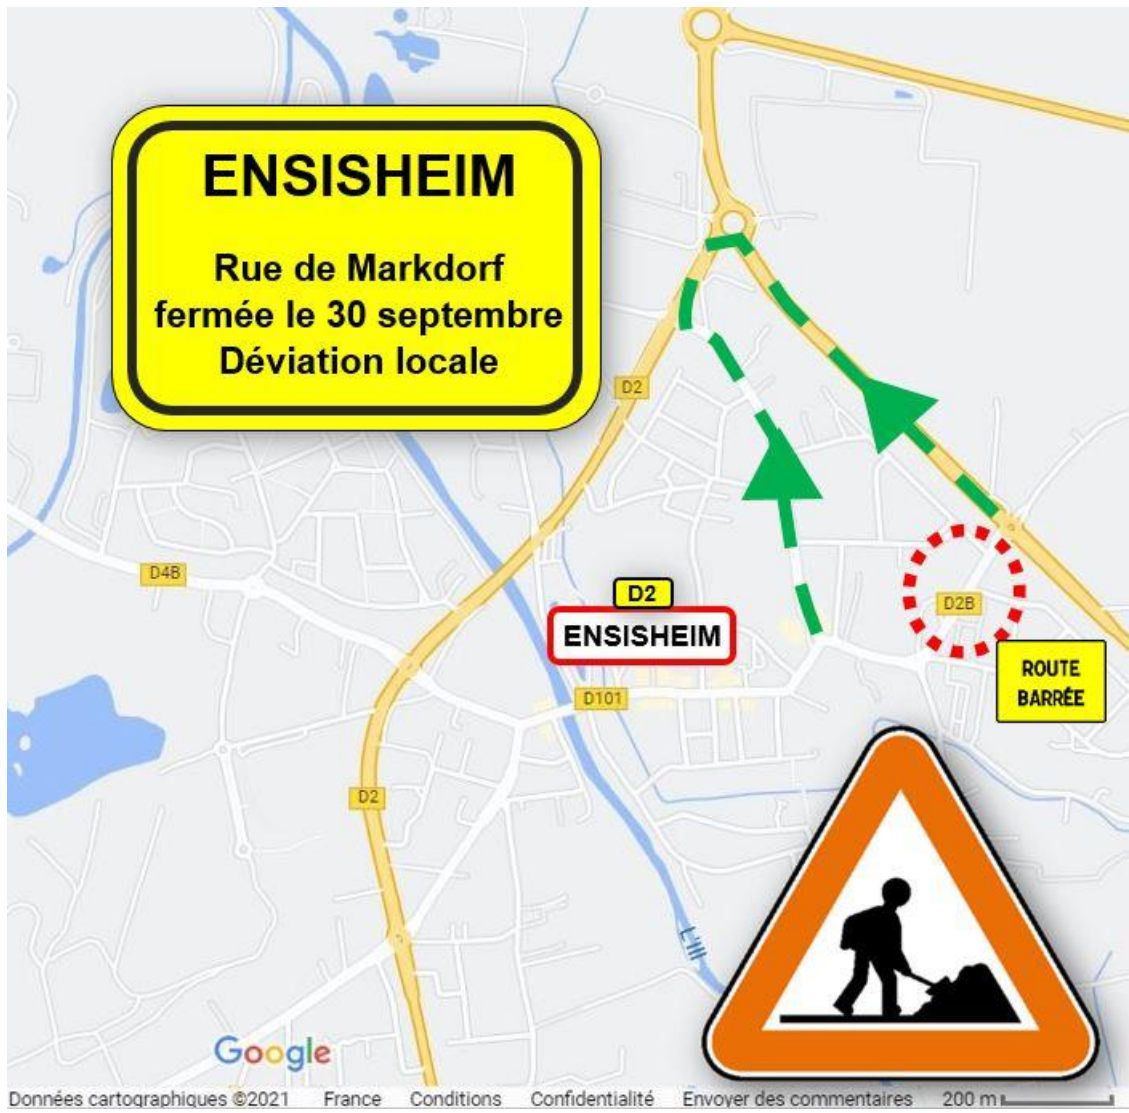 ENSISHEIM
Rue de Markdorf
fermée le 30 septembre
Déviation locale
D2
D4B
D2
ENSISHEIM
D2B
D101
ROUTE
BARRÉE
D2
L'Ill
Google
Données cartographiques ©2021 France Conditions Confidentialité Envoyer des commentaires 200 m